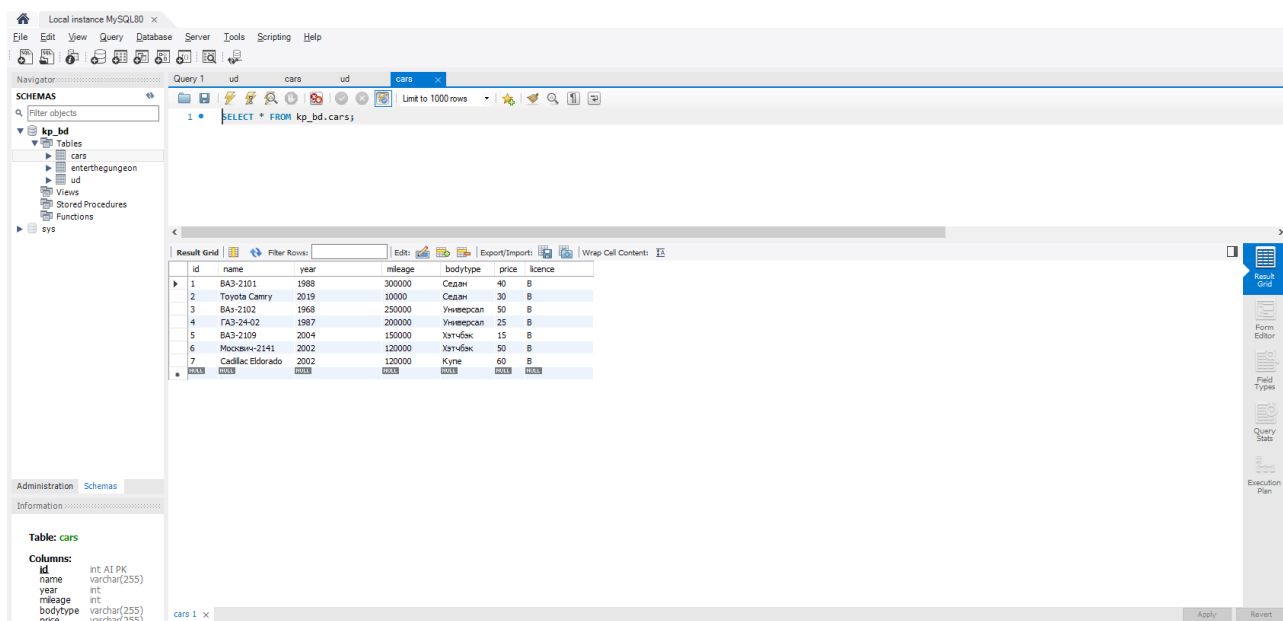 Local instance MySQL80 ×
File Edit View Query Database Server Tools Scripting Help
Navigator
SCHEMAS
Filter objects
kp_bd
Tables
cars
enterthegungeon
ud
Views
Stored Procedures
Functions
sys
Query 1 ud cars ud cars ×
Limit to 1000 rows
1 SELECT * FROM kp_bd.cars;
Result Grid Filter Rows: Edit: Export/Import: Wrap Cell Content:
id name year mileage bodytype price licence
1 ВАЗ-2101 1988 300000 Седан 40 B
2 Toyota Camry 2019 10000 Седан 30 B
3 ВАз-2102 1968 250000 Универсал 50 B
4 ГАЗ-24-02 1987 200000 Универсал 25 B
5 ВАЗ-2109 2004 150000 Хэтчбэк 15 B
6 Москвич-2141 2002 120000 Хэтчбэк 50 B
7 Cadillac Eldorado 2002 120000 Купе 60 B
NULL NULL NULL NULL NULL NULL NULL
Result Grid
Form Editor
Field Types
Query Stats
Execution Plan
Administration Schemas
Information
Table: cars
Columns:
id int AI PK
name varchar(255)
year int
mileage int
bodytype varchar(255)
price varchar(255)
cars 1 ×
Apply Revert